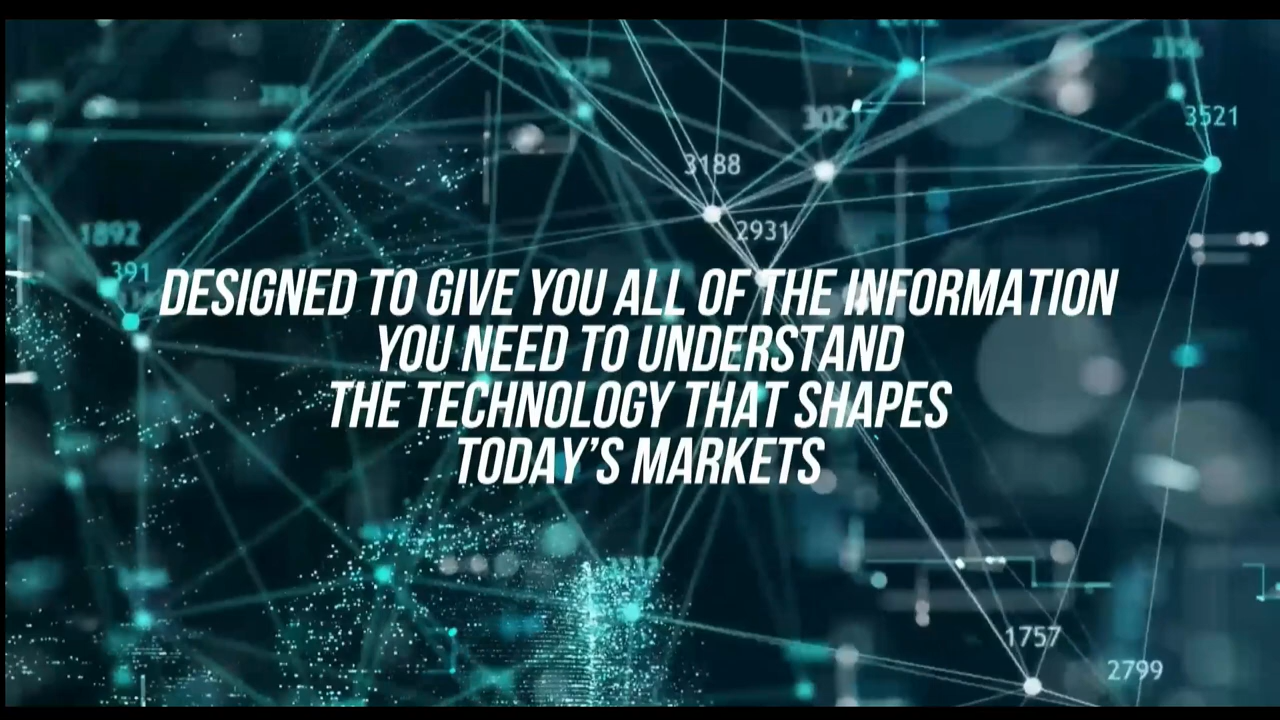 3521
102
3188
2931
1892
391
DESIGNED TO GIVE YOU ALL OF THE INFORMATION
YOU NEED TO UNDERSTAND
THE TECHNOLOGY THAT SHAPES
TODAY'S MARKETS
1757
2799